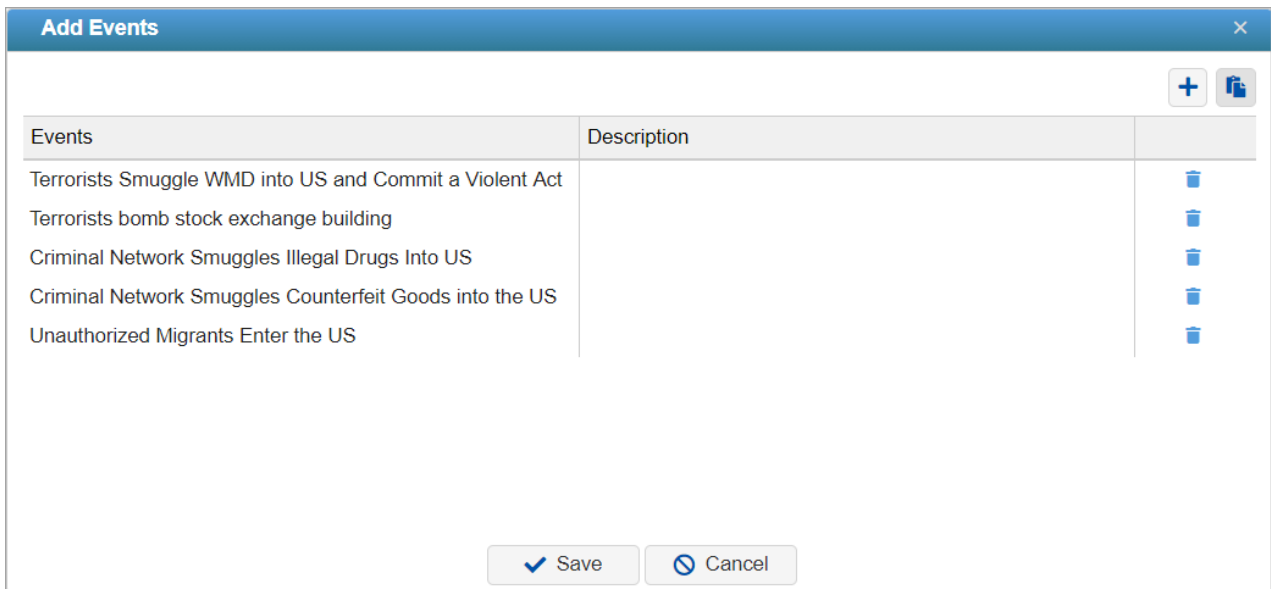 Add Events
Events Description
Terrorists Smuggle WMD into US and Commit a Violent Act
Terrorists bomb stock exchange building
Criminal Network Smuggles Illegal Drugs Into US
Criminal Network Smuggles Counterfeit Goods into the US
Unauthorized Migrants Enter the US
Save Cancel